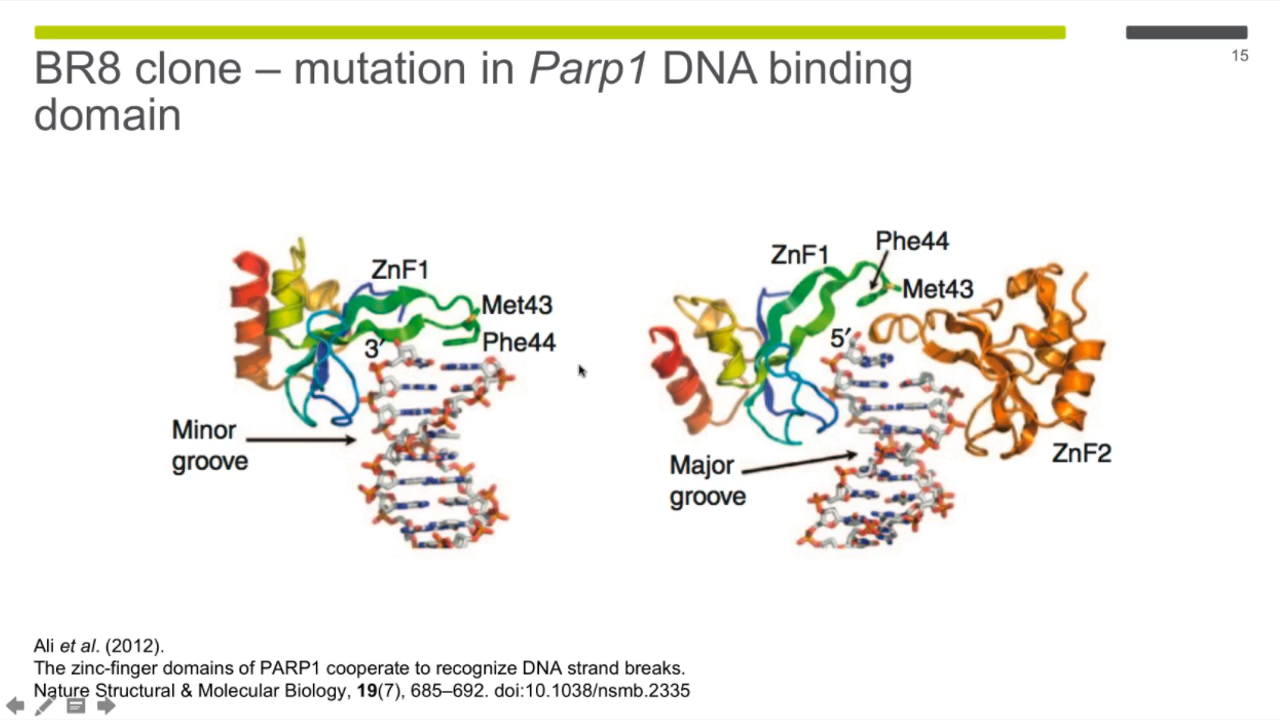 15
BR8 clone – mutation in Parp1 DNA binding
domain
ZnF1
Met43
Phe44
3′
Minor
groove
Phe44
ZnF1
Met43
5′
Major
groove
ZnF2
Ali et al. (2012).
The zinc-finger domains of PARP1 cooperate to recognize DNA strand breaks.
Nature Structural & Molecular Biology, 19(7), 685–692. doi:10.1038/nsmb.2335